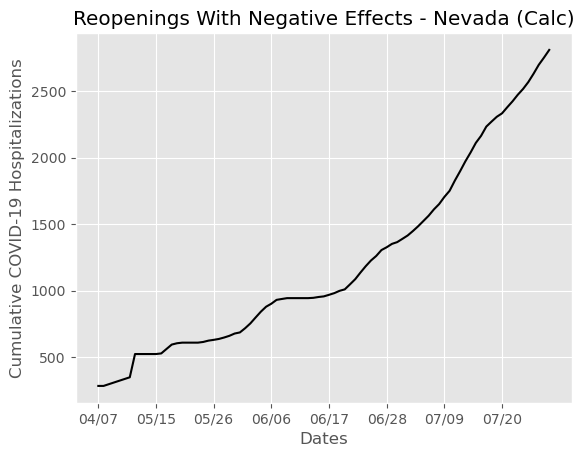 Reopenings With Negative Effects - Nevada (Calc)
Cumulative COVID-19 Hospitalizations
2500
2000
1500
1000
500
04/07 05/15 05/26 06/06 06/17 06/28 07/09 07/20
Dates